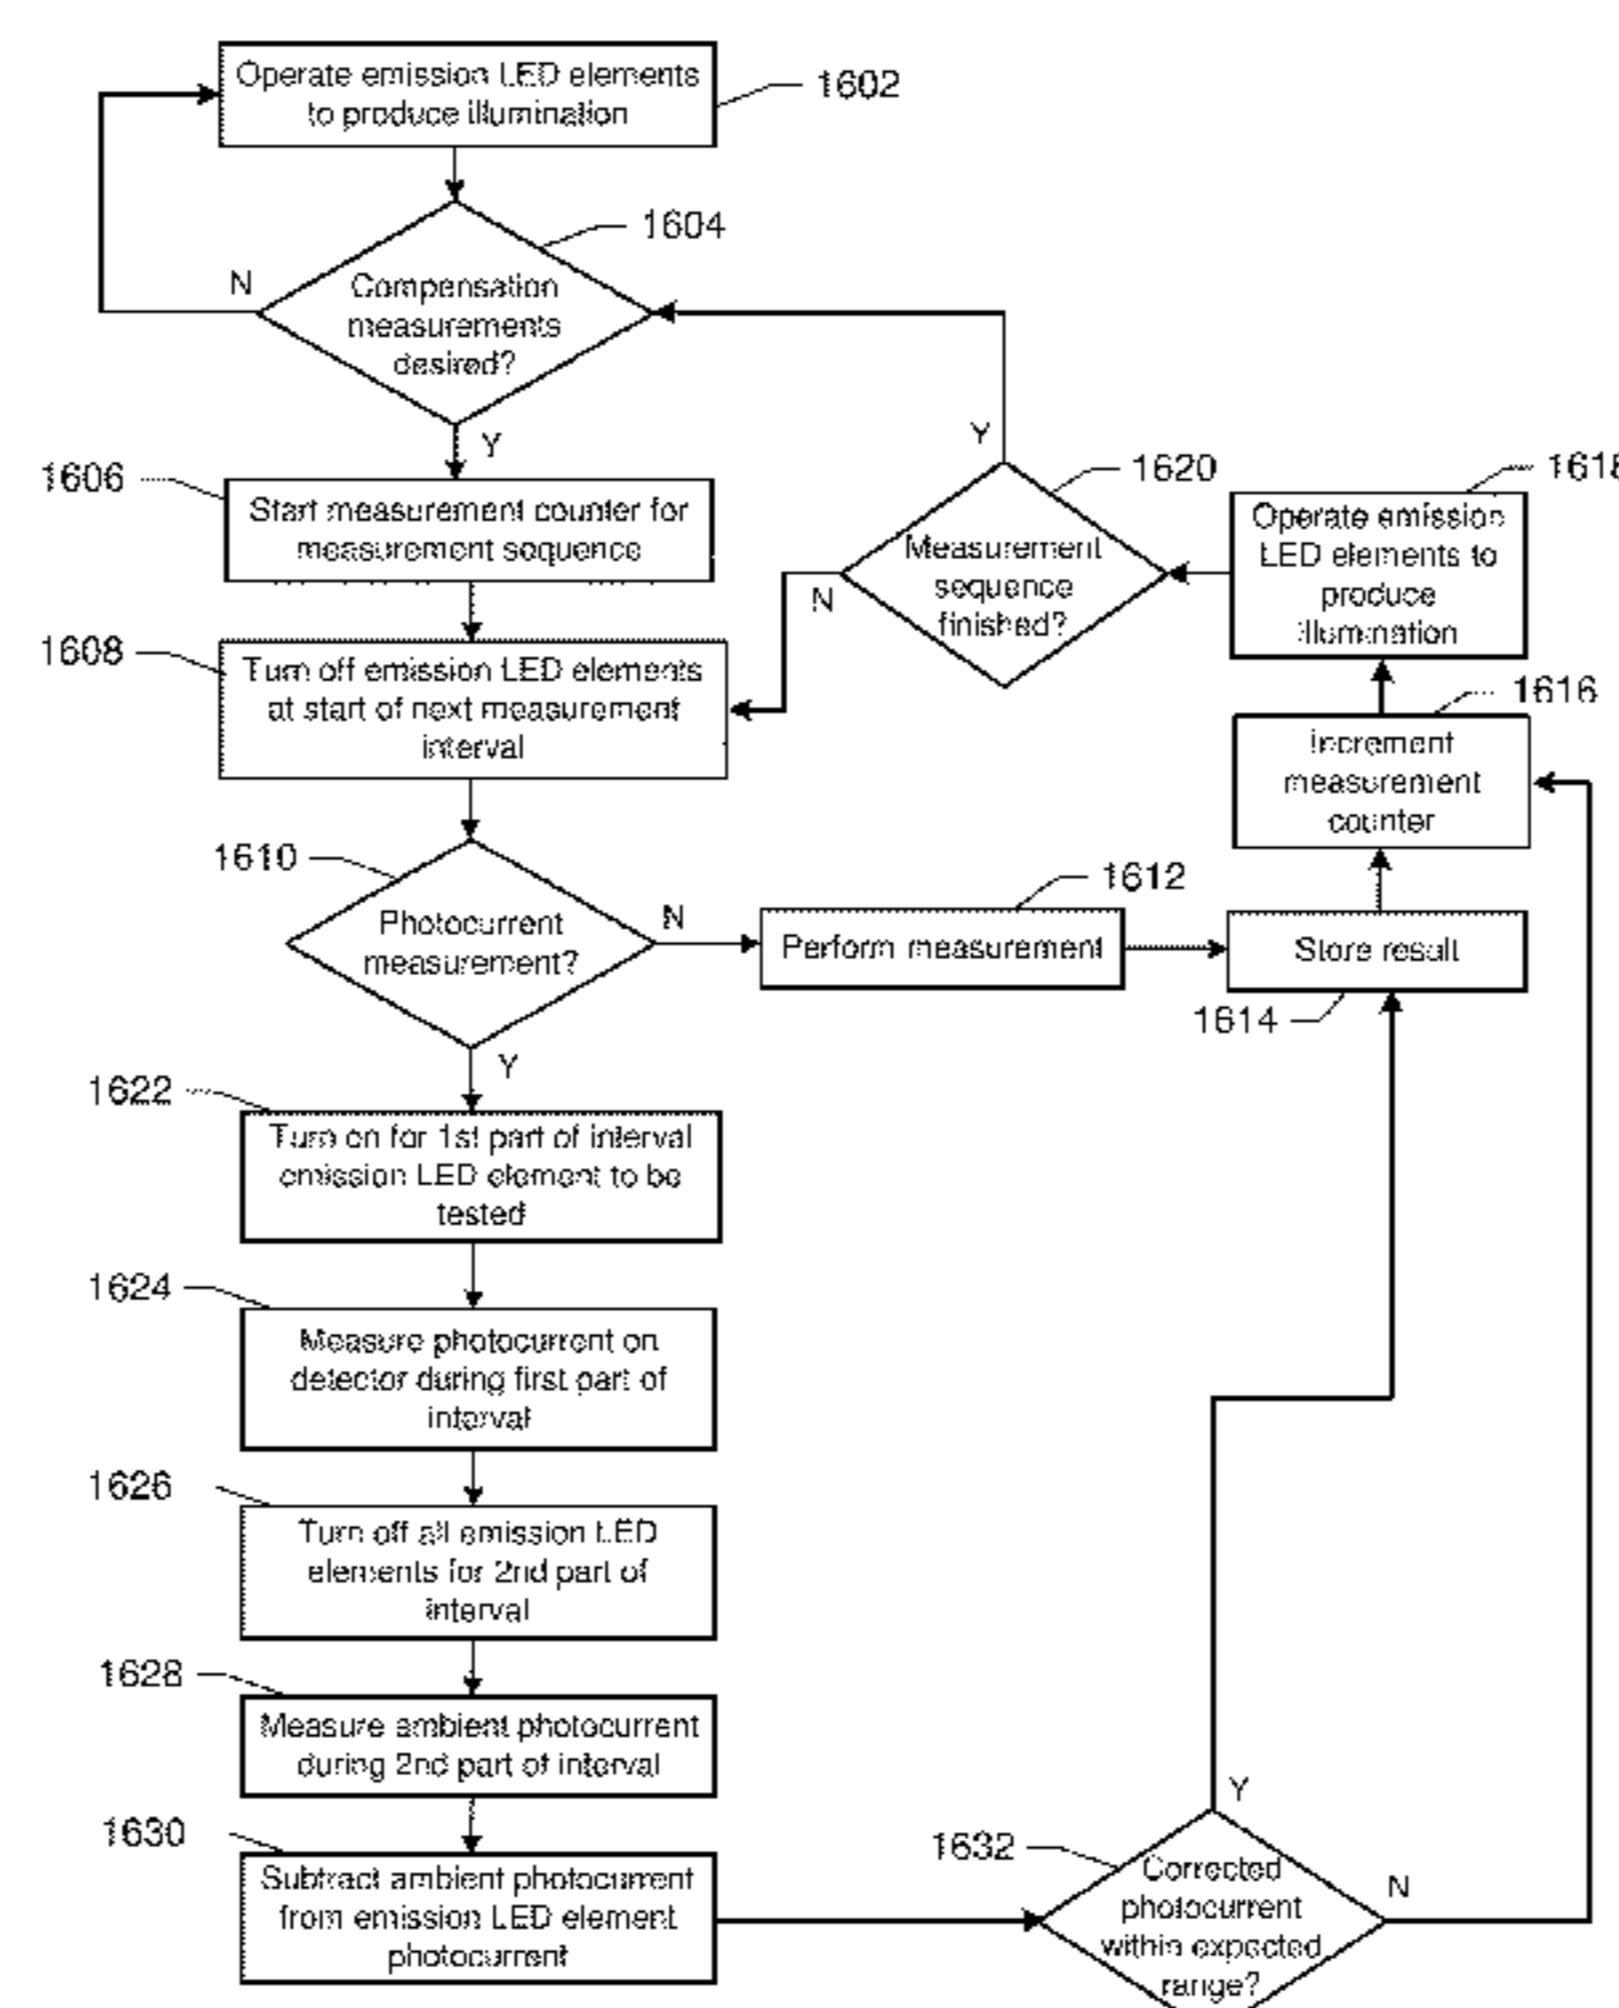 Operate emission LED elements
to produce illumination
1602
1604
N
Compensation
measurements
desired?
Y
1606
Start measurement counter for
measurement sequence
Y
1620
Measurement
sequence
finished?
N
1618
Operate emission
LED elements to
produce
illumination
1608
Turn off emission LED elements
at start of next measurement
interval
1616
Increment
measurement
counter
1610
Photocurrent
measurement?
N
1612
Perform measurement
Store result
1614
Y
1622
Turn on for 1st part of interval
emission LED element to be
tested
1624
Measure photocurrent on
detector during first part of
interval
1626
Turn off all emission LED
elements for 2nd part of
interval
1628
Measure ambient photocurrent
during 2nd part of interval
1630
Subtract ambient photocurrent
from emission LED element
photocurrent
Y
1632
Corrected
photocurrent
within expected
range?
N